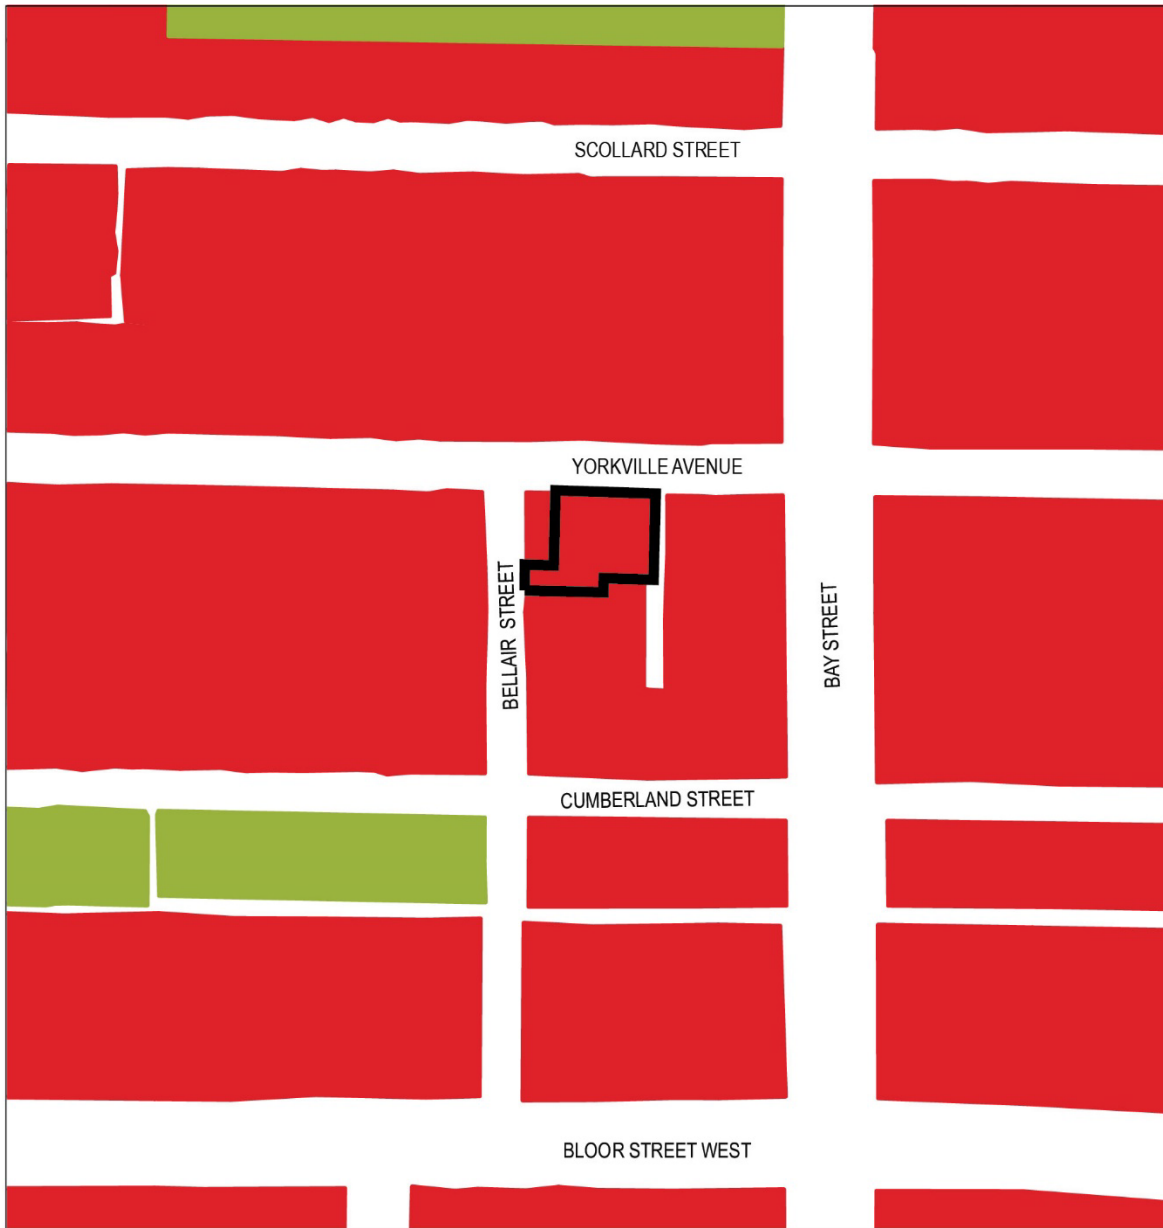 SCOLLARD STREET
YORKVILLE AVENUE
BELLAIR STREET
BAY STREET
CUMBERLAND STREET
BLOOR STREET WEST